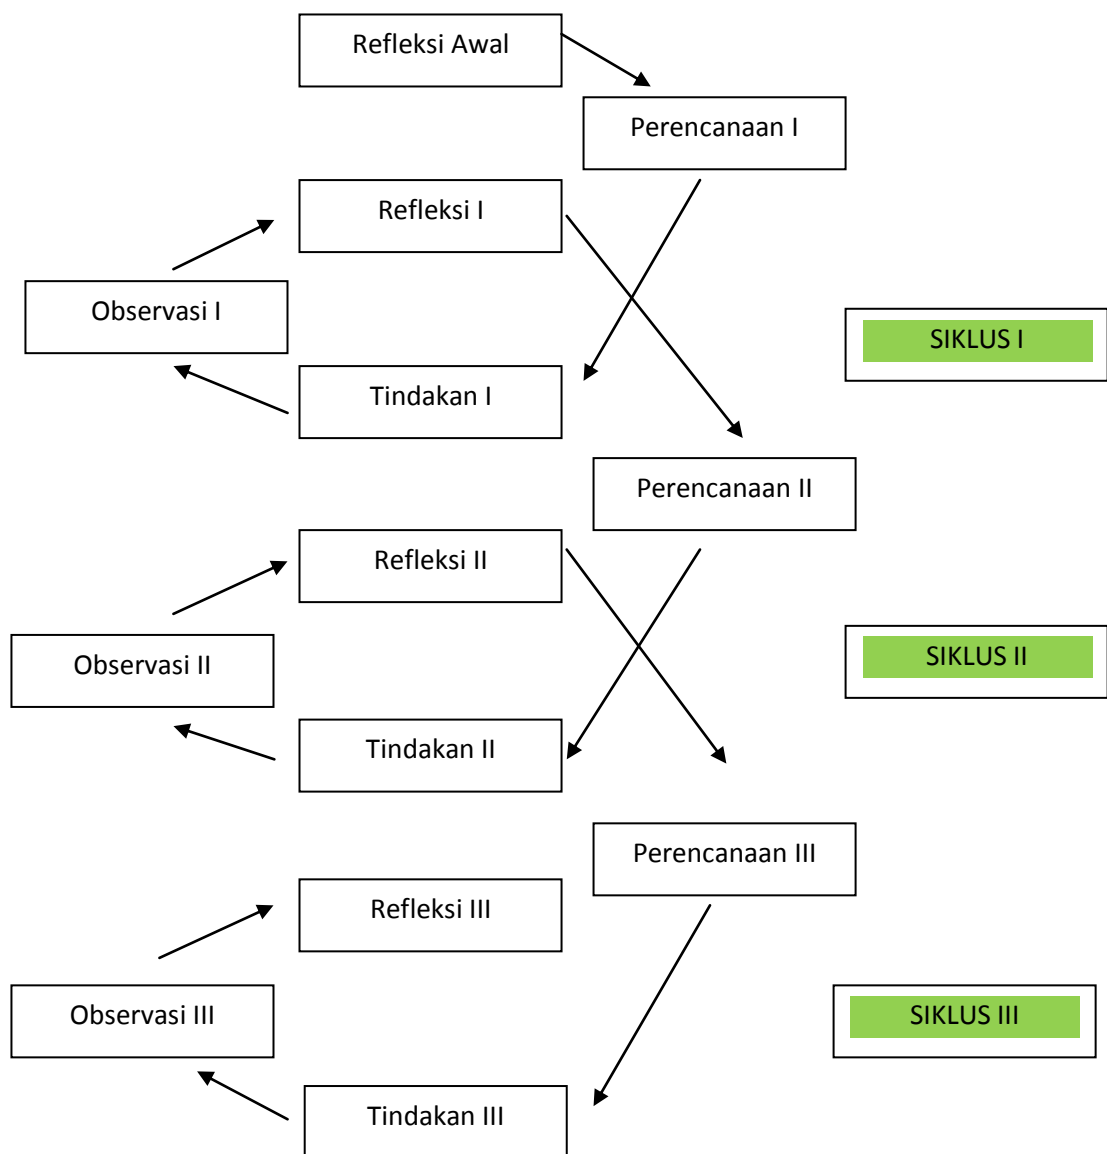 Refleksi Awal
Perencanaan I
Refleksi I
Observasi I
SIKLUS I
Tindakan I
Perencanaan II
Refleksi II
Observasi II
SIKLUS II
Tindakan II
Perencanaan III
Refleksi III
Observasi III
SIKLUS III
Tindakan III